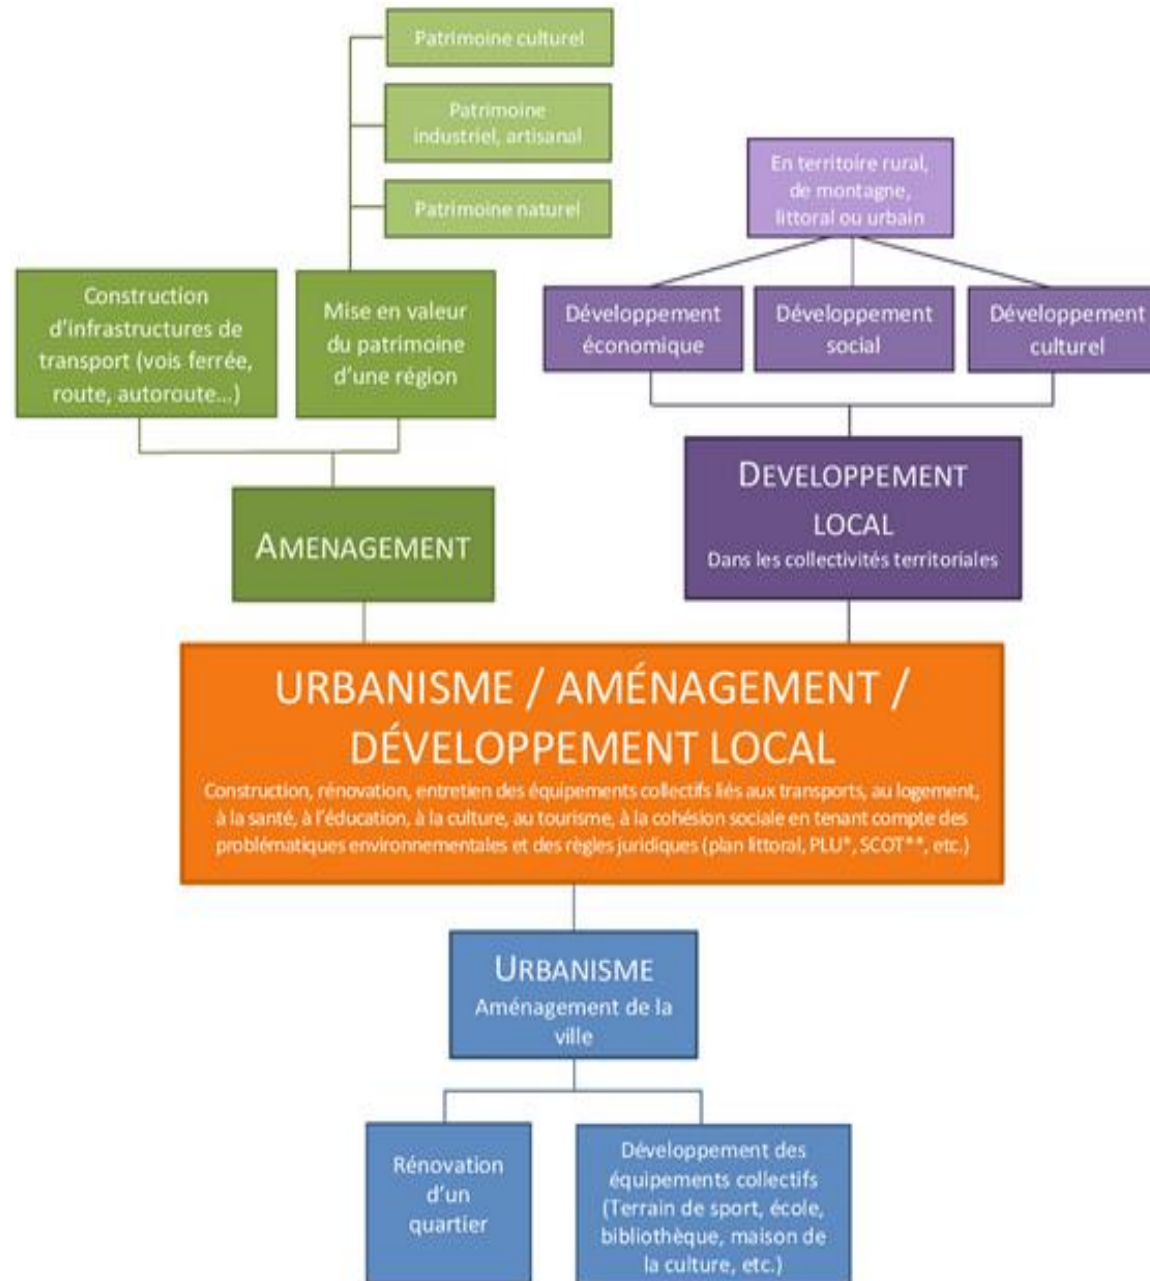 Patrimoine culturel
Patrimoine
industriel, artisanal
Patrimoine naturel
En territoire rural,
de montagne,
littoral ou urbain
Construction
d'infrastructures de
transport (vois ferrée,
route, autoroute...)
Mise en valeur
du patrimoine
d'une région
Développement
économique
Développement
social
Développement
culturel
AMENAGEMENT
DEVELOPPEMENT
LOCAL
Dans les collectivités territoriales
URBANISME / AMÉNAGEMENT /
DÉVELOPPEMENT LOCAL
Construction, rénovation, entretien des équipements collectifs liés aux transports, au logement,
à la santé, à l'éducation, à la culture, au tourisme, à la cohésion sociale en tenant compte des
problématiques environnementales et des règles juridiques (plan littoral, PLU*, SCOT**, etc.)
URBANISME
Aménagement de la
ville
Rénovation
d'un
quartier
Développement des
équipements collectifs
(Terrain de sport, école,
bibliothèque, maison de
la culture, etc.)